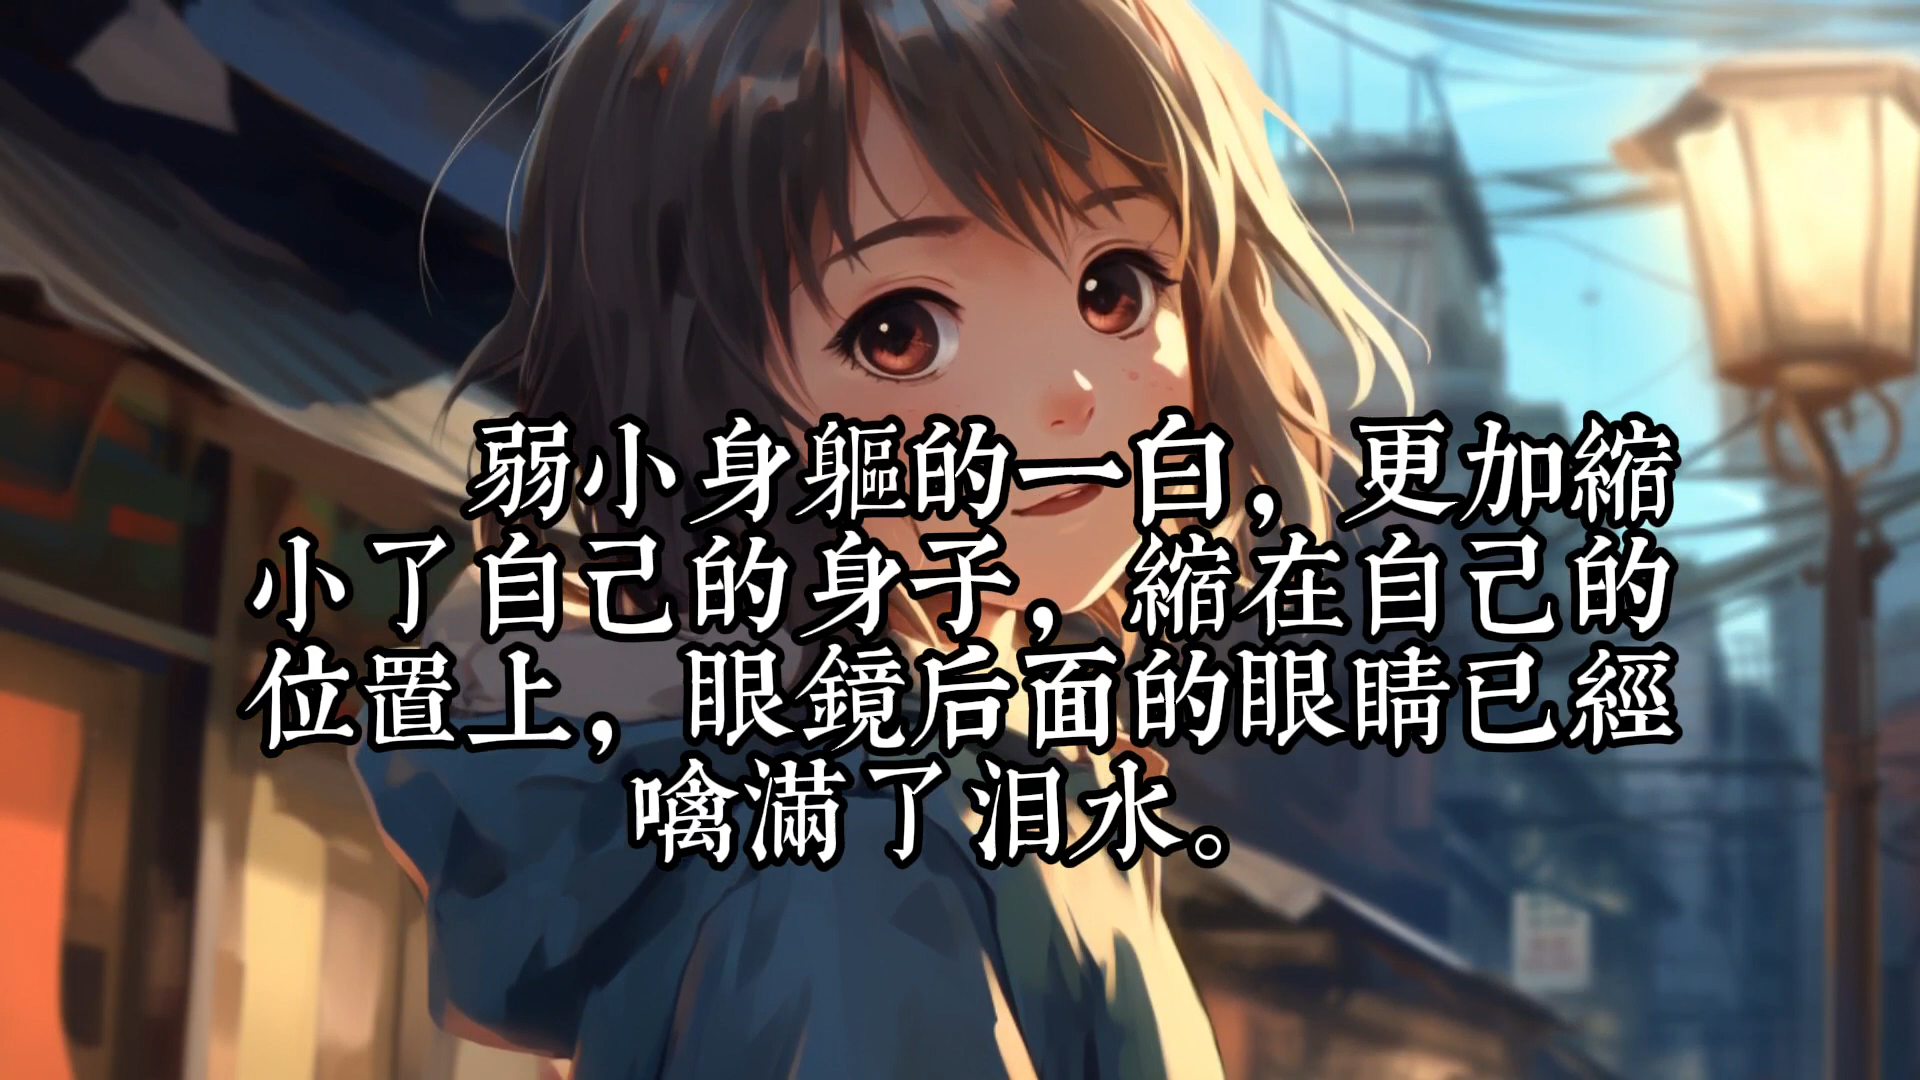 弱小身軀的一白，更加縮
小了自己的身子，縮在自己的
位置上，眼鏡后面的眼睛已經
噙滿了泪水。